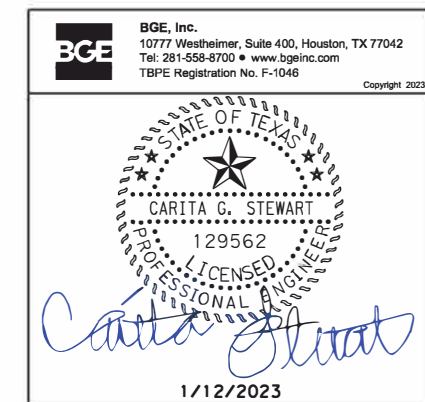 BGE
BGE, Inc.
10777 Westheimer, Suite 400, Houston, TX 77042
Tel: 281-558-8700 ● www.bgeinc.com
TBPE Registration No. F-1046
Copyright 2023
STATE OF TEXAS
CARITA G. STEWART
129562
LICENSED
PROFESSIONAL ENGINEER
Carita Stewart
1/12/2023